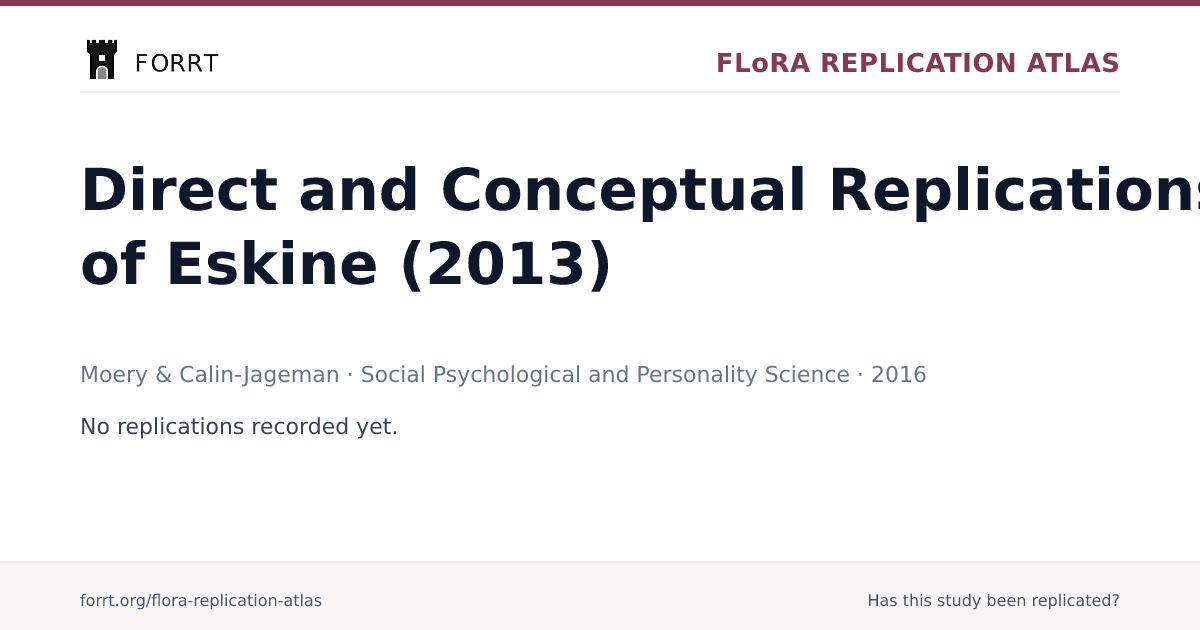 FORRT
FLoRA REPLICATION ATLAS
Direct and Conceptual Replications
of Eskine (2013)
Moery & Calin-Jageman · Social Psychological and Personality Science · 2016
No replications recorded yet.
forrt.org/flora-replication-atlas
Has this study been replicated?